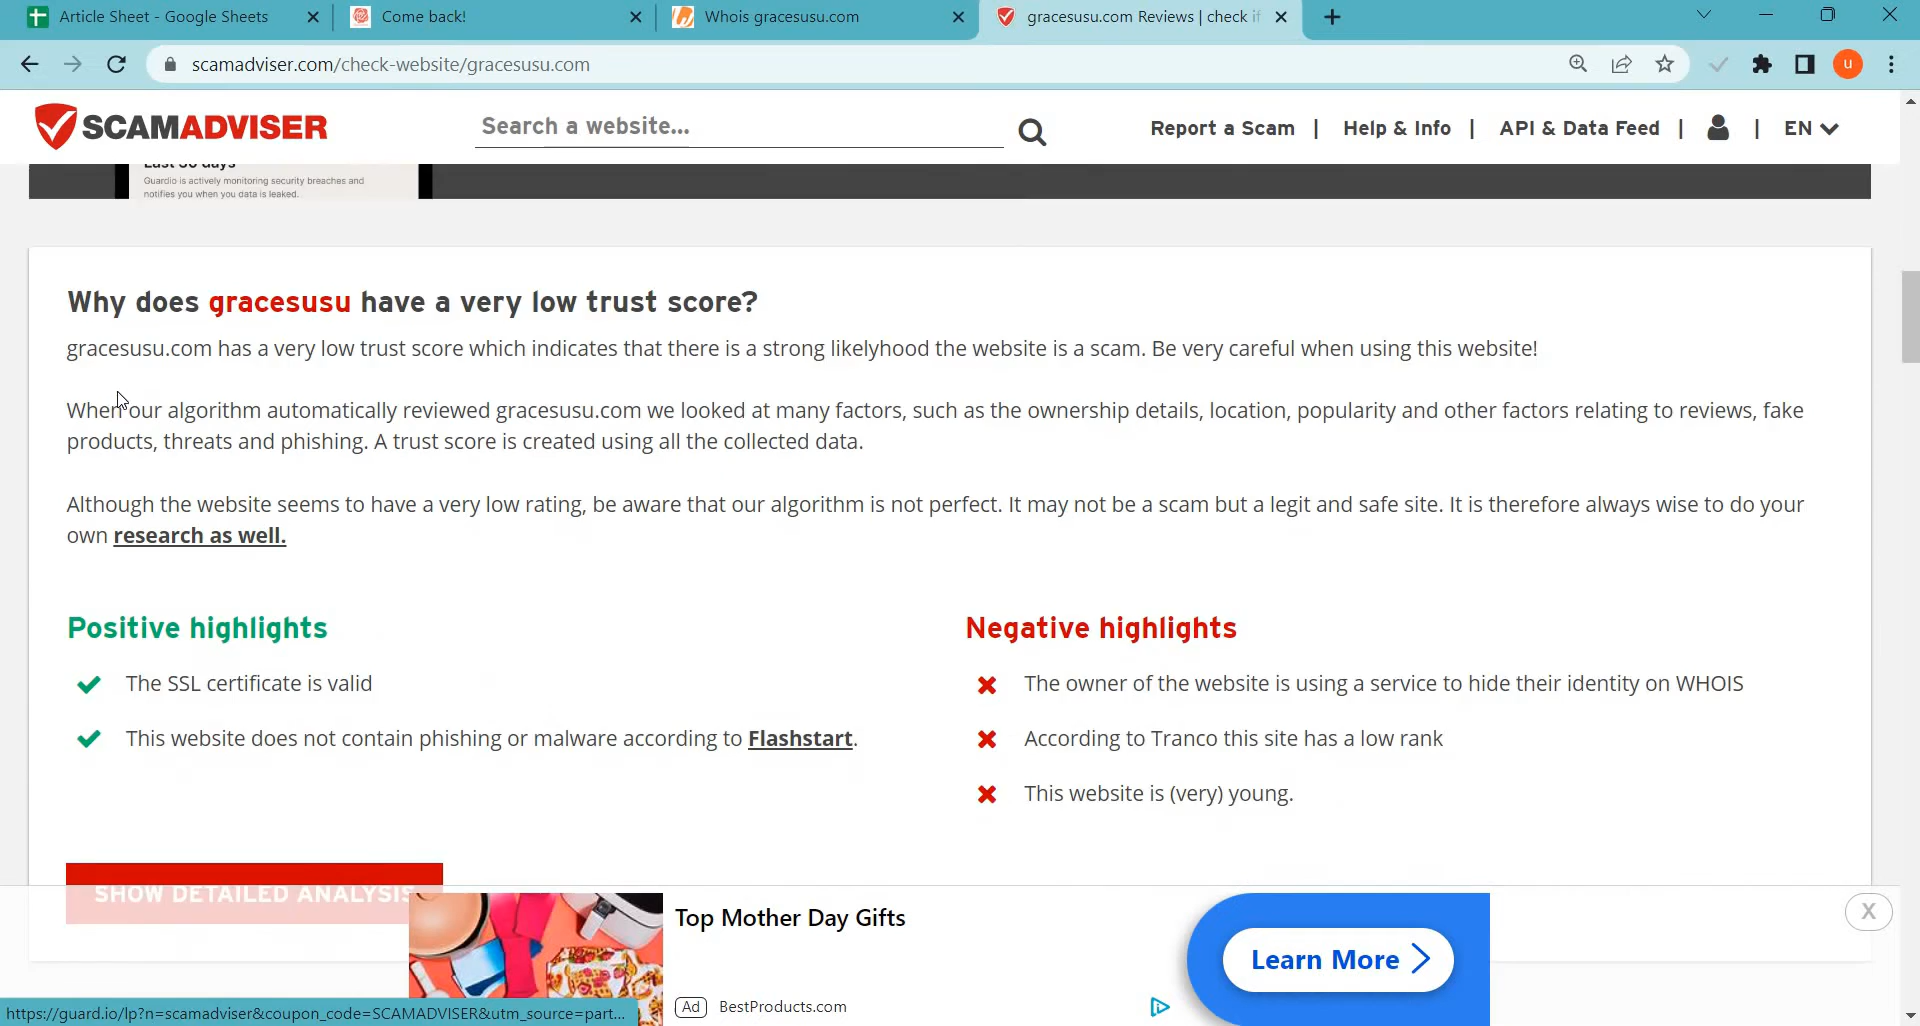 Article Sheet - Google Sheets
Come back!
Whois gracesusu.com
gracesusu.com Reviews | check if
scamadviser.com/check-website/gracesusu.com
u
SCAMADVISER
Search a website...
Report a Scam | Help & Info | API & Data Feed | | EN
Last 30 days
Guardio is actively monitoring security breaches and
notifies you when you data is leaked.
Why does gracesusu have a very low trust score?
gracesusu.com has a very low trust score which indicates that there is a strong likelyhood the website is a scam. Be very careful when using this website!
When our algorithm automatically reviewed gracesusu.com we looked at many factors, such as the ownership details, location, popularity and other factors relating to reviews, fake
products, threats and phishing. A trust score is created using all the collected data.
Although the website seems to have a very low rating, be aware that our algorithm is not perfect. It may not be a scam but a legit and safe site. It is therefore always wise to do your
own research as well.
Positive highlights
The SSL certificate is valid
This website does not contain phishing or malware according to Flashstart.
Negative highlights
The owner of the website is using a service to hide their identity on WHOIS
According to Tranco this site has a low rank
This website is (very) young.
SHOW DETAILED ANALYSIS
Top Mother Day Gifts
Learn More
Ad BestProducts.com
X
https://guard.io/lp?n=scamadviser&coupon_code=SCAMADVISER&utm_source=part...